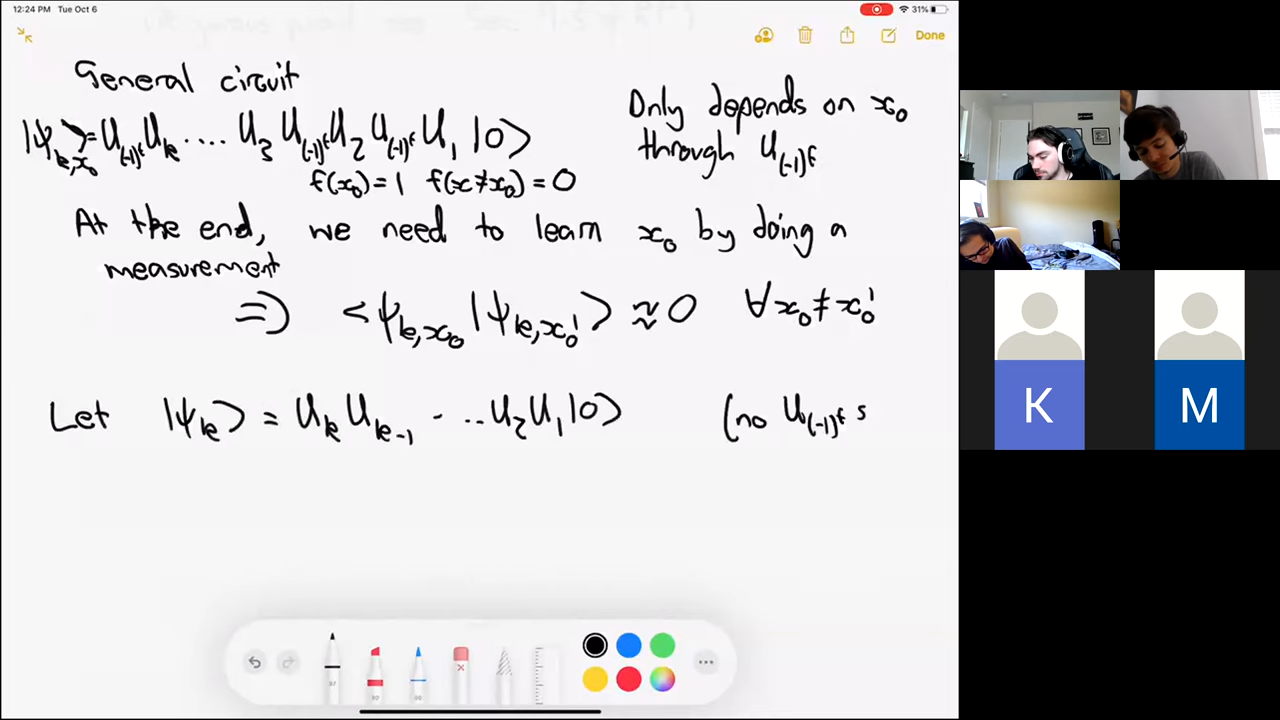 12:24 PM Tue Oct 6
31%
Done
General circuit
|ψ_{k,x₀}⟩ = U_{(-1)^f} U_k .... U_3 U_{(-1)^f} U_2 U_{(-1)^f} U_1 |0⟩
f(x₀) = 1 f(x≠x₀) = 0
Only depends on x₀
through U_{(-1)^f}
At the end, we need to learn x₀ by doing a
measurement
⇒ <ψ_{k,x₀} | ψ_{k,x₀'}> ≈ 0 ∀x₀ ≠ x₀'
Let |ψ_k⟩ = U_k U_{k-1} - ... U_2 U_1 |0⟩ (no U_{(-1)^f} s
K
M